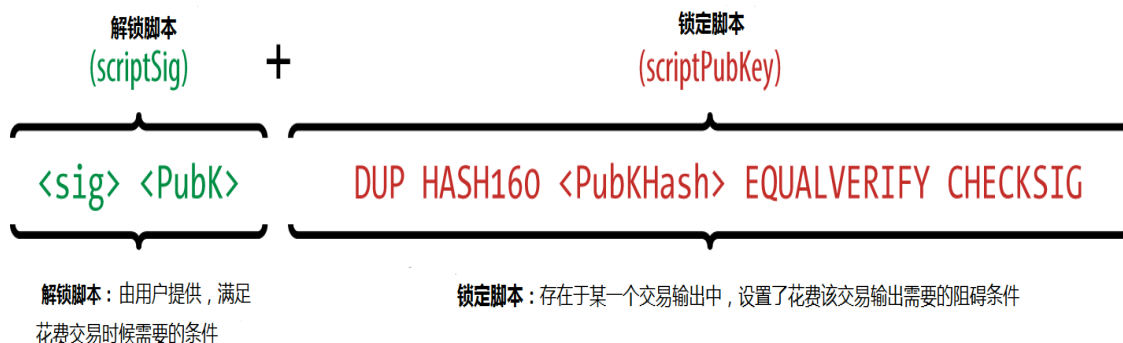 解锁脚本
(scriptSig)
+
锁定脚本
(scriptPubKey)
<sig> <PubK>
DUP HASH160 <PubKHash> EQUALVERIFY CHECKSIG
解锁脚本：由用户提供，满足
花费交易时候需要的条件
锁定脚本：存在于某一个交易输出中，设置了花费该交易输出需要的阻碍条件